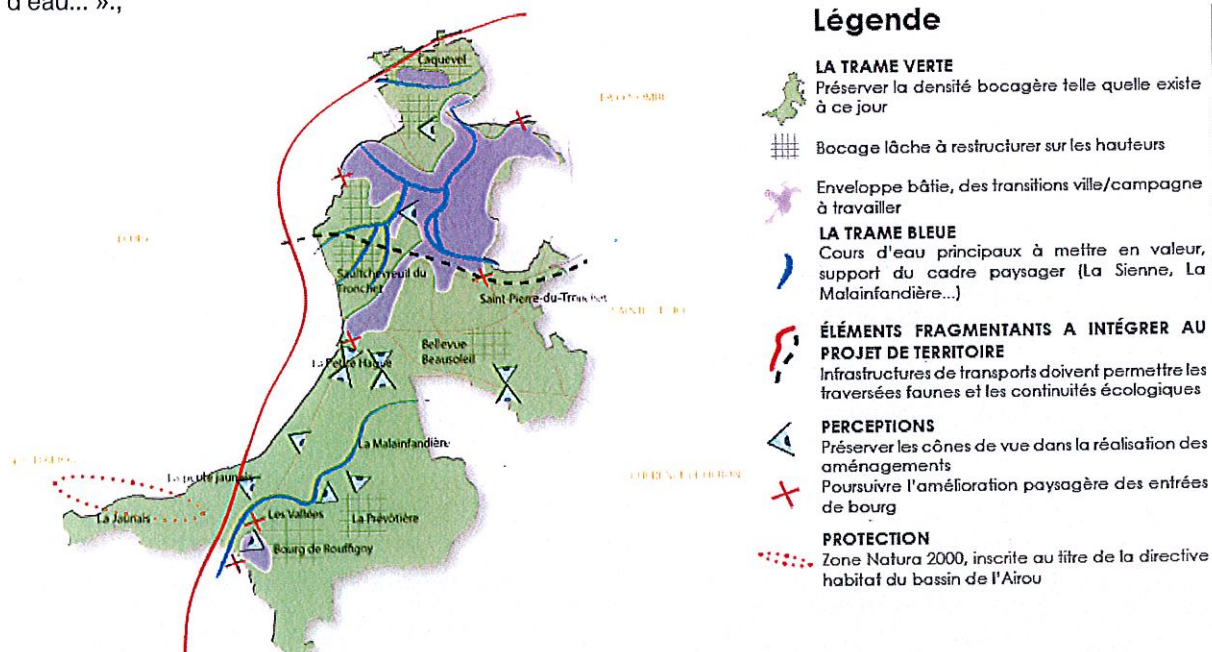 d'eau... ».,
Caquevel
Saultchevreuil du
Tronchet
Saint-Pierre-du-Tronchet
Bellevue
Beausoleil
La Petite Hague
La Malainfandière
La Jaunais
Les Vallées
La Prévôtière
Bourg de Rouffigny
Légende
LA TRAME VERTE
Préserver la densité bocagère telle quelle existe
à ce jour
Bocage lâche à restructurer sur les hauteurs
Enveloppe bâtie, des transitions ville/campagne
à travailler
LA TRAME BLEUE
Cours d'eau principaux à mettre en valeur,
support du cadre paysager (La Sienne, La
Malainfandière...)
ÉLÉMENTS FRAGMENTANTS A INTÉGRER AU
PROJET DE TERRITOIRE
Infrastructures de transports doivent permettre les
traversées faunes et les continuités écologiques
PERCEPTIONS
Préserver les cônes de vue dans la réalisation des
aménagements
Poursuivre l'amélioration paysagère des entrées
de bourg
PROTECTION
Zone Natura 2000, inscrite au titre de la directive
habitat du bassin de l'Airou